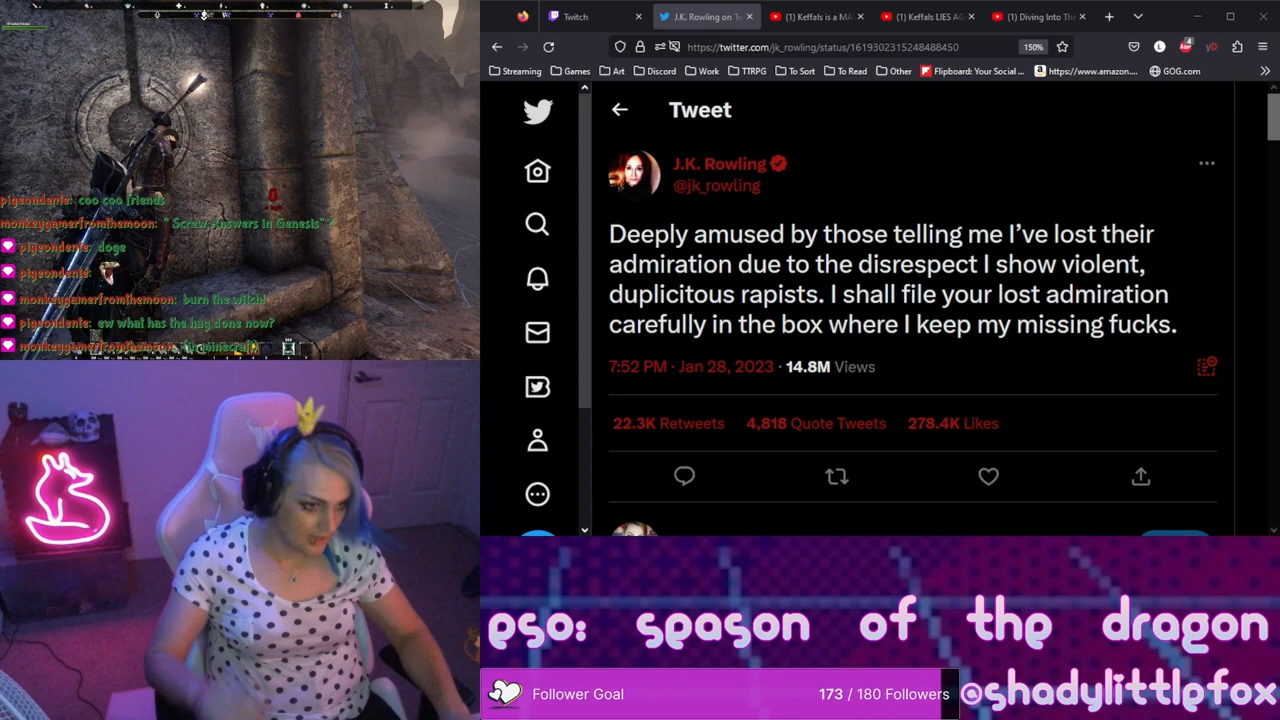 pigeondente: coo coo friends
monkeygamerfromthemoon: " Screw Answers in Genesis" ?
pigeondente: doge
pigeondente:
monkeygamerfromthemoon: burn the witch!
pigeondente: ew what has the hag done now?
monkeygamerfromthemoon: (in minecraft)
Twitch
J.K. Rowling on Tw
(1) Keffals is a MA
(1) Keffals LIES AG
(1) Diving Into The
https://twitter.com/jk_rowling/status/1619302315248488450
150%
Streaming
Games
Art
Discord
Work
TTRPG
To Sort
To Read
Other
Flipboard: Your Social ...
https://www.amazon....
GOG.com
Tweet
J.K. Rowling
@jk_rowling
Deeply amused by those telling me I’ve lost their
admiration due to the disrespect I show violent,
duplicitous rapists. I shall file your lost admiration
carefully in the box where I keep my missing fucks.
7:52 PM · Jan 28, 2023 · 14.8M Views
22.3K Retweets 4,818 Quote Tweets 278.4K Likes
eso: season of the dragon
Follower Goal 173 / 180 Followers
@shadylittlefox